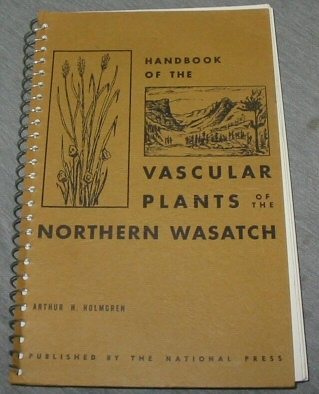 HANDBOOK
OF THE
VASCULAR
PLANTS OF THE
NORTHERN WASATCH
ARTHUR H. HOLMGREN
PUBLISHED BY THE NATIONAL PRESS